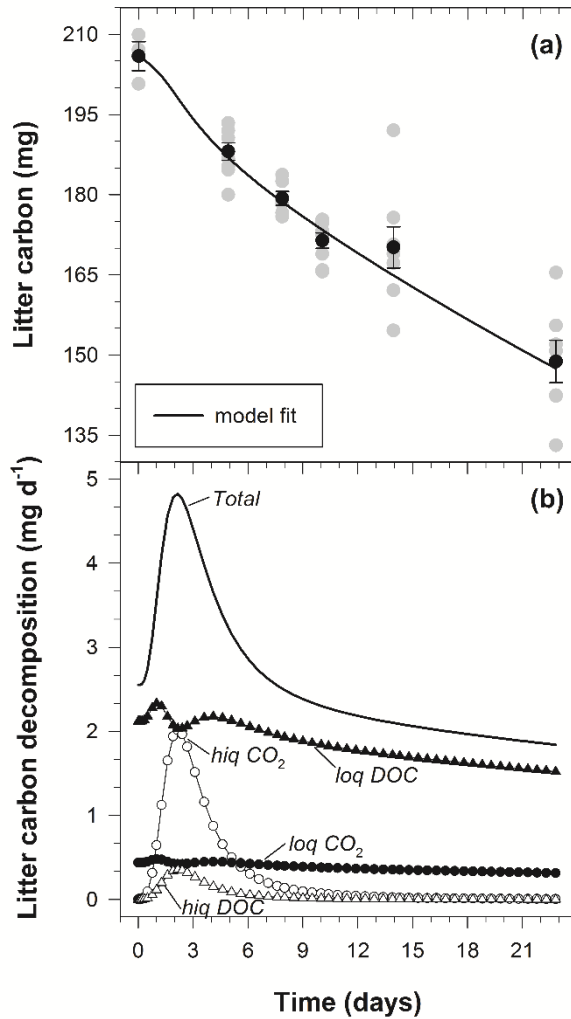 (a)
Litter carbon (mg)
210
195
180
165
150
135
model fit
(b)
Litter carbon decomposition (mg d⁻¹)
5
4
3
2
1
0
Total
hiq CO₂
loq DOC
loq CO₂
hiq DOC
0 3 6 9 12 15 18 21
Time (days)